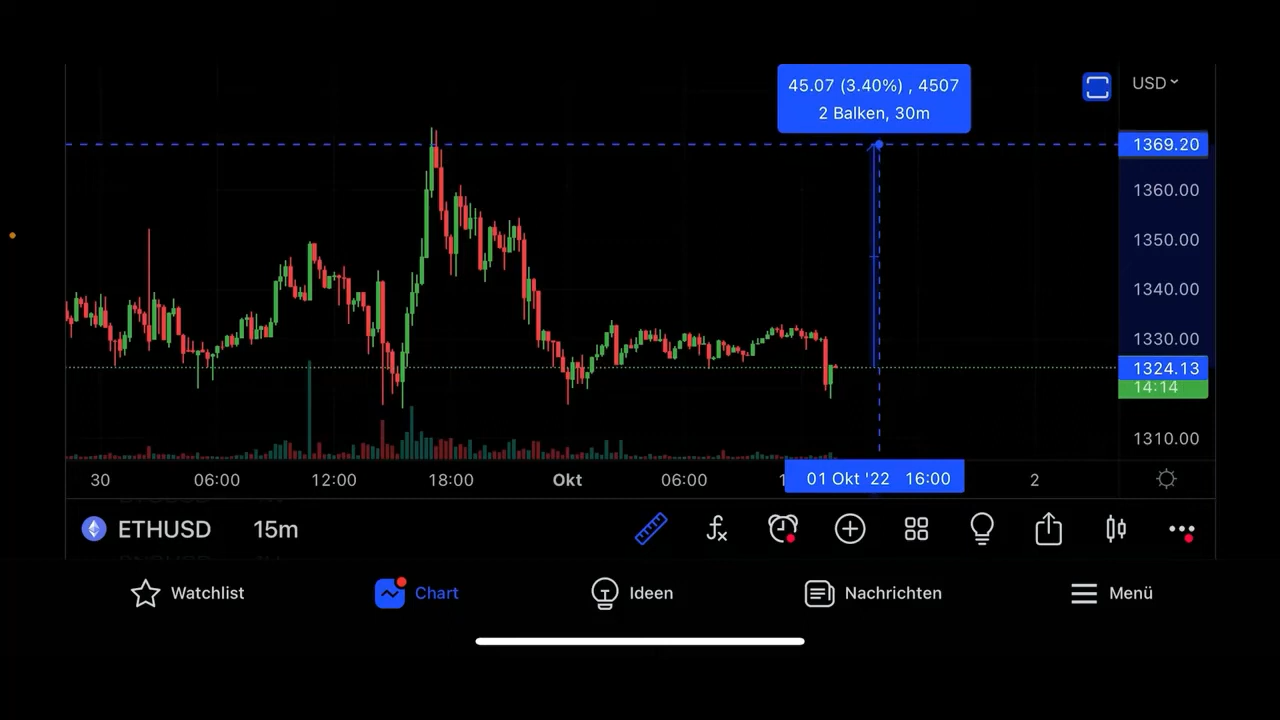 45.07 (3.40%) , 4507
2 Balken, 30m
USD
1369.20
1360.00
1350.00
1340.00
1330.00
1324.13
14:14
1310.00
30 06:00 12:00 18:00 Okt 06:00 01 Okt '22 16:00 2
ETHUSD 15m
Watchlist Chart Ideen Nachrichten Menü